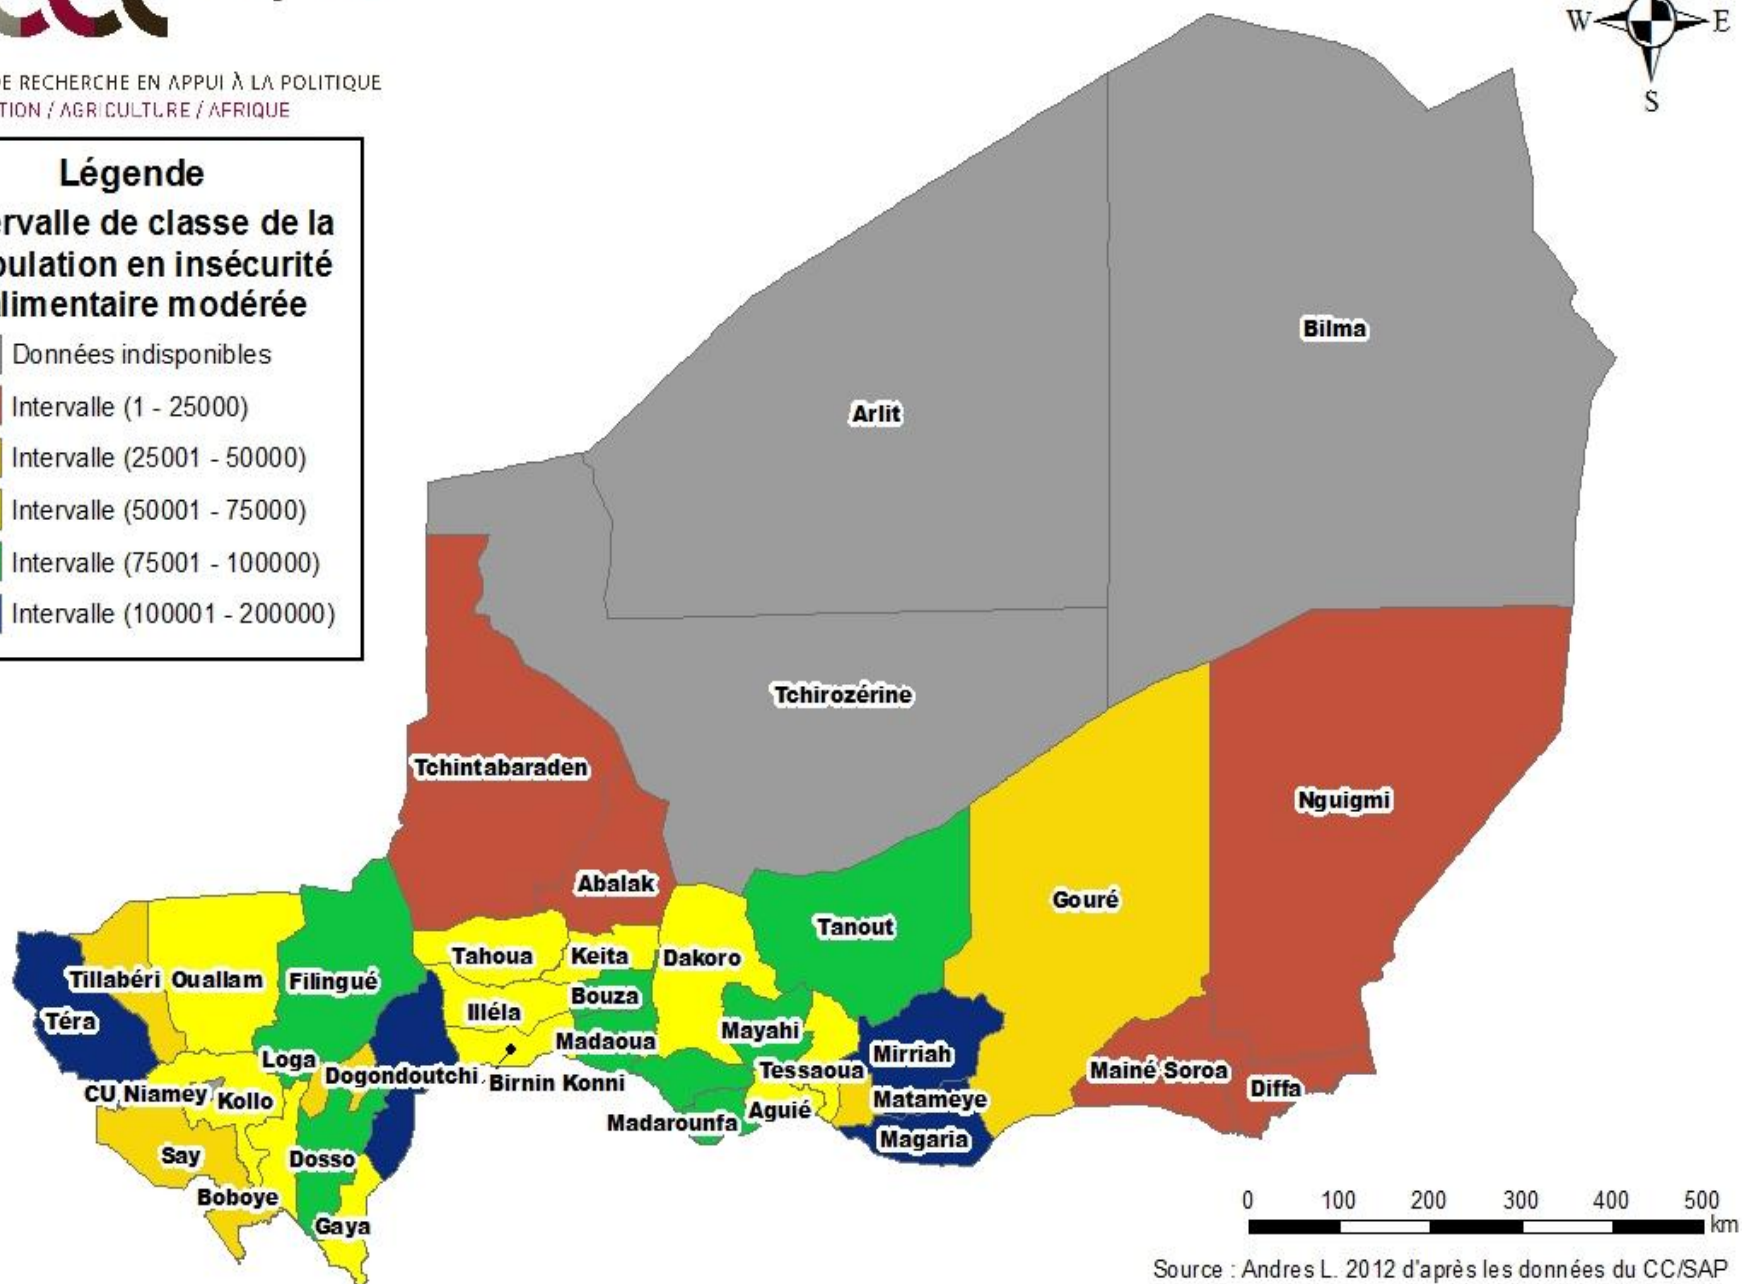 W E
S
E RECHERCHE EN APPUI À LA POLITIQUE
TION / AGRICULTURE / AFRIQUE
Légende
ervalle de classe de la
pulation en insécurité
limentaire modérée
Données indisponibles
Intervalle (1 - 25000)
Intervalle (25001 - 50000)
Intervalle (50001 - 75000)
Intervalle (75001 - 100000)
Intervalle (100001 - 200000)
Bilma
Arlit
Tchirozérine
Tchintabaraden
Nguigmi
Abalak
Gouré
Tanout
Tahoua
Keita
Dakoro
Tillabéri
Ouallam
Filingué
Bouza
Illéla
Téra
Mayahi
Madaoua
Mirriah
Loga
Tessaoua
Mainé Soroa
Dogondoutchi
Birnin Konni
Diffa
CU Niamey
Kollo
Matameye
Aguié
Madarounfa
Magaria
Say
Dosso
Boboye
Gaya
0 100 200 300 400 500
km
Source : Andres L. 2012 d'après les données du CC/SAP